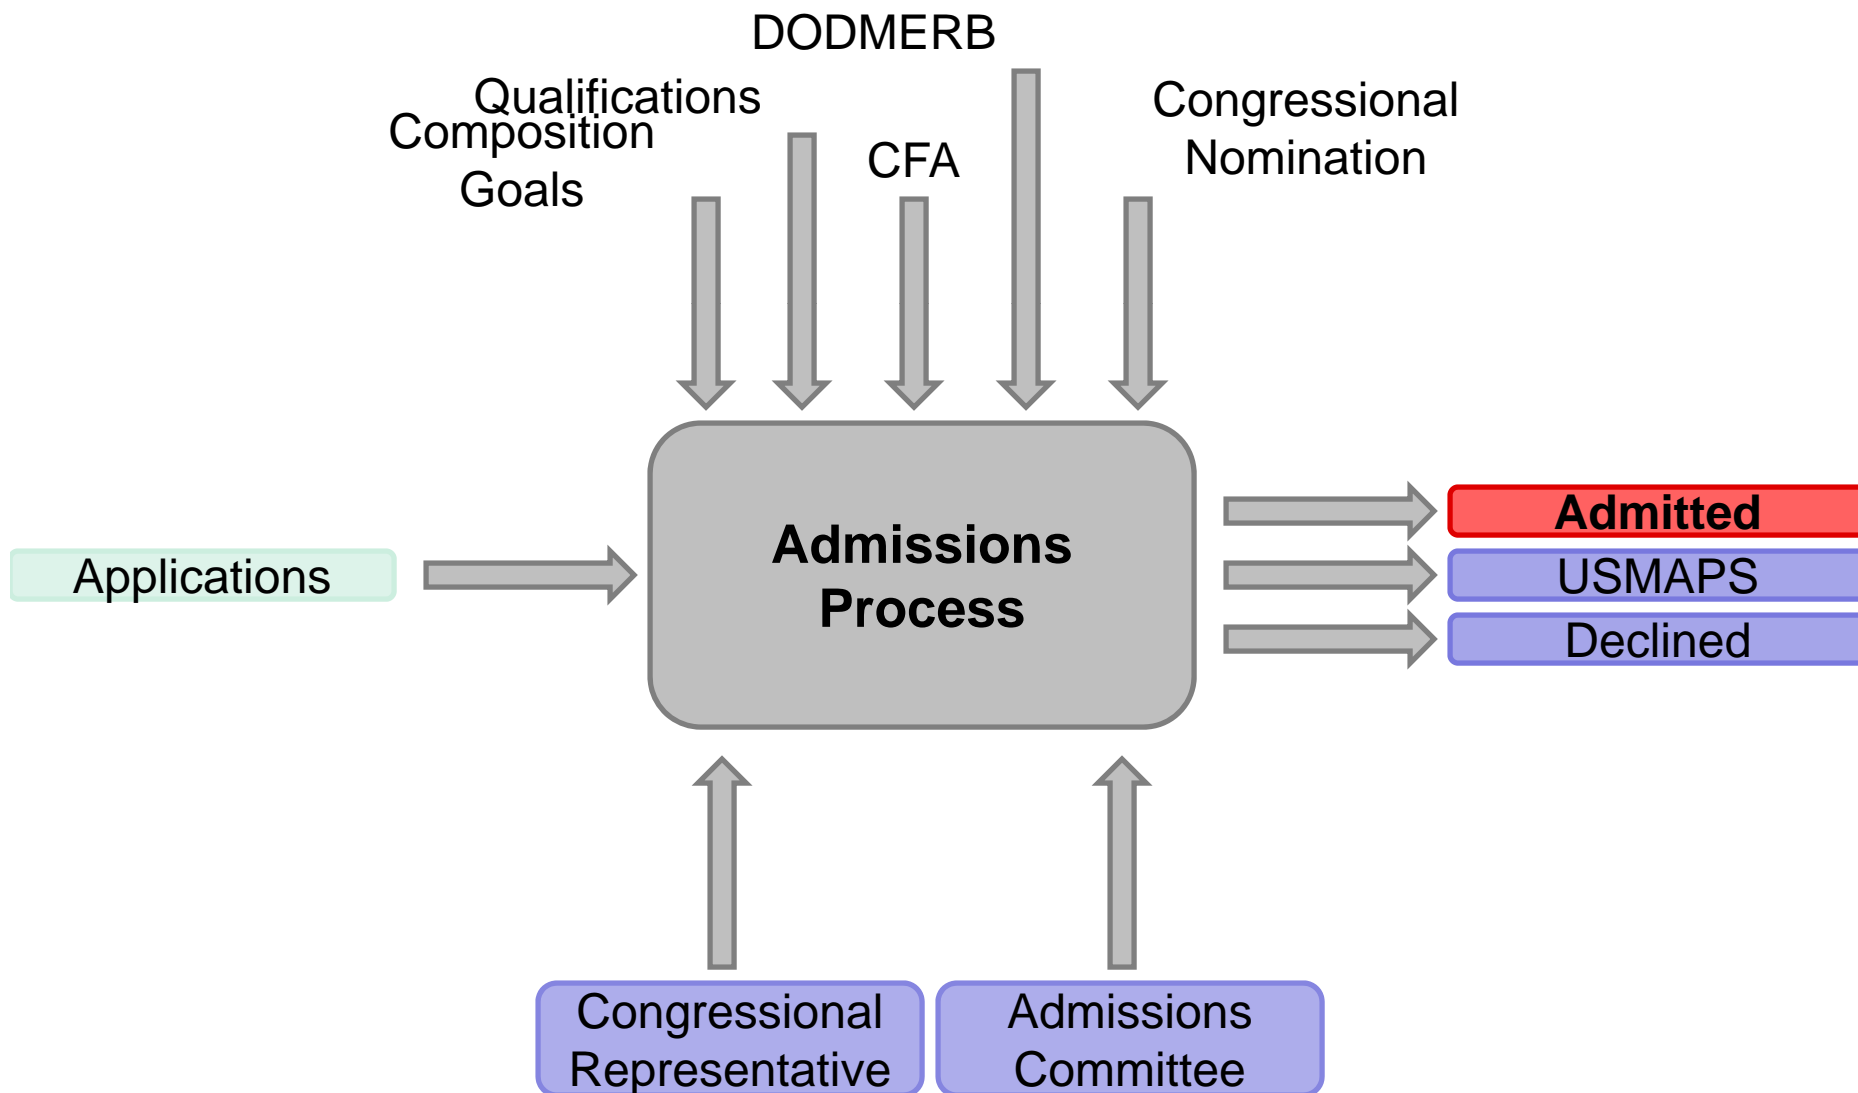 DODMERB
Qualifications
Composition
Goals
CFA
Congressional
Nomination
Applications
Admissions
Process
Admitted
USMAPS
Declined
Congressional
Representative
Admissions
Committee